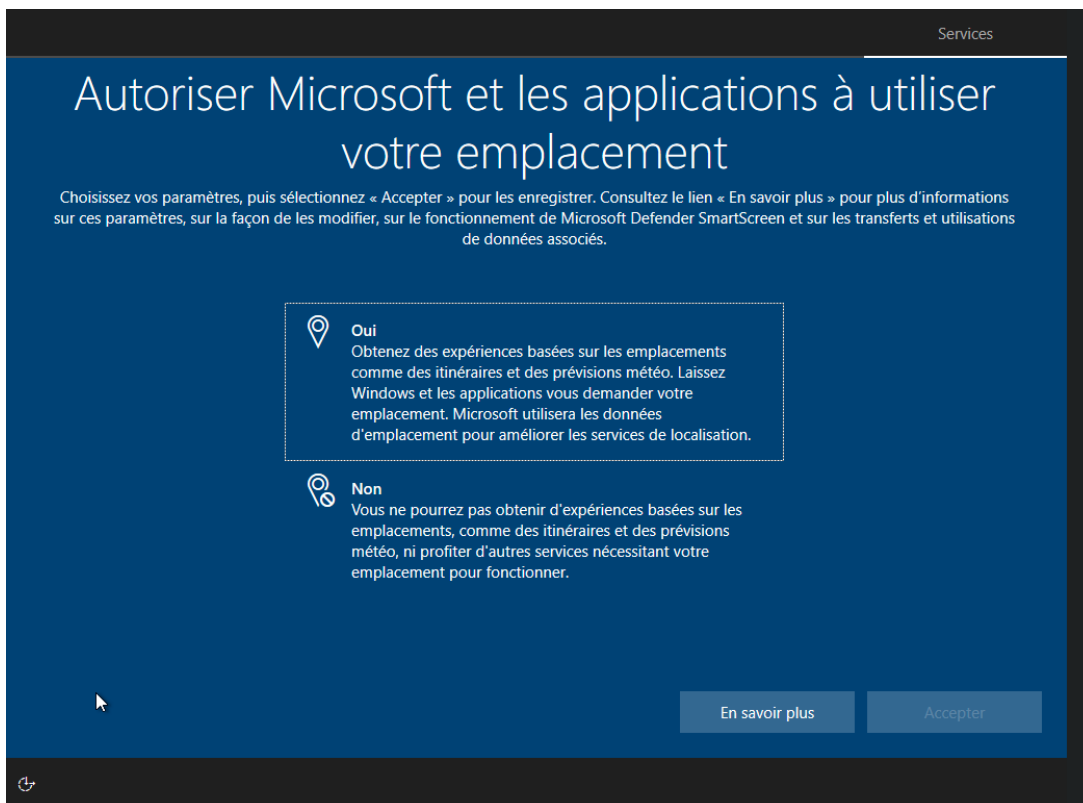 Services
Autoriser Microsoft et les applications à utiliser
votre emplacement
Choisissez vos paramètres, puis sélectionnez « Accepter » pour les enregistrer. Consultez le lien « En savoir plus » pour plus d'informations
sur ces paramètres, sur la façon de les modifier, sur le fonctionnement de Microsoft Defender SmartScreen et sur les transferts et utilisations
de données associés.
Oui
Obtenez des expériences basées sur les emplacements
comme des itinéraires et des prévisions météo. Laissez
Windows et les applications vous demander votre
emplacement. Microsoft utilisera les données
d'emplacement pour améliorer les services de localisation.
Non
Vous ne pourrez pas obtenir d'expériences basées sur les
emplacements, comme des itinéraires et des prévisions
météo, ni profiter d'autres services nécessitant votre
emplacement pour fonctionner.
En savoir plus
Accepter